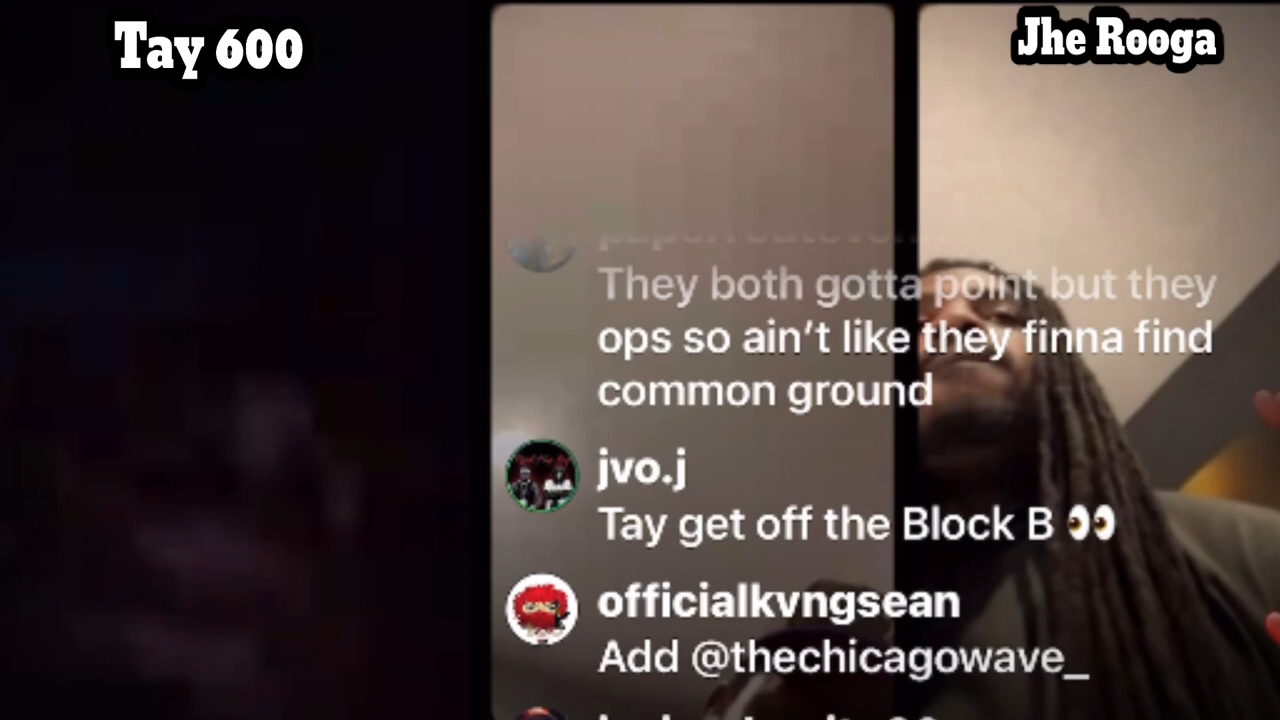 Tay 600
Jhe Rooga
They both gotta point but they
ops so ain’t like they finna find
common ground
jvo.j
Tay get off the Block B 👀
officialkvngsean
Add @thechicagowave_